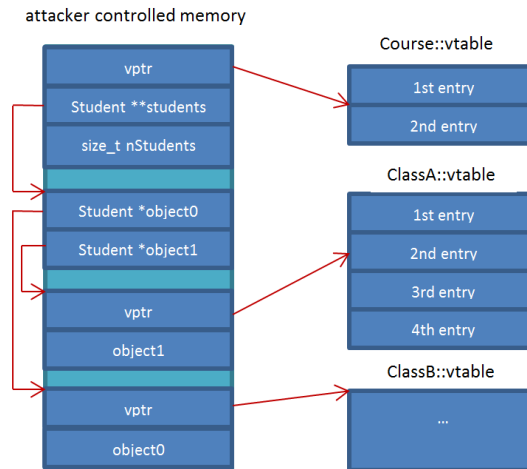 attacker controlled memory
vptr
Student **students
size_t nStudents
Student *object0
Student *object1
vptr
object1
vptr
object0
Course::vtable
1st entry
2nd entry
ClassA::vtable
1st entry
2nd entry
3rd entry
4th entry
ClassB::vtable
...